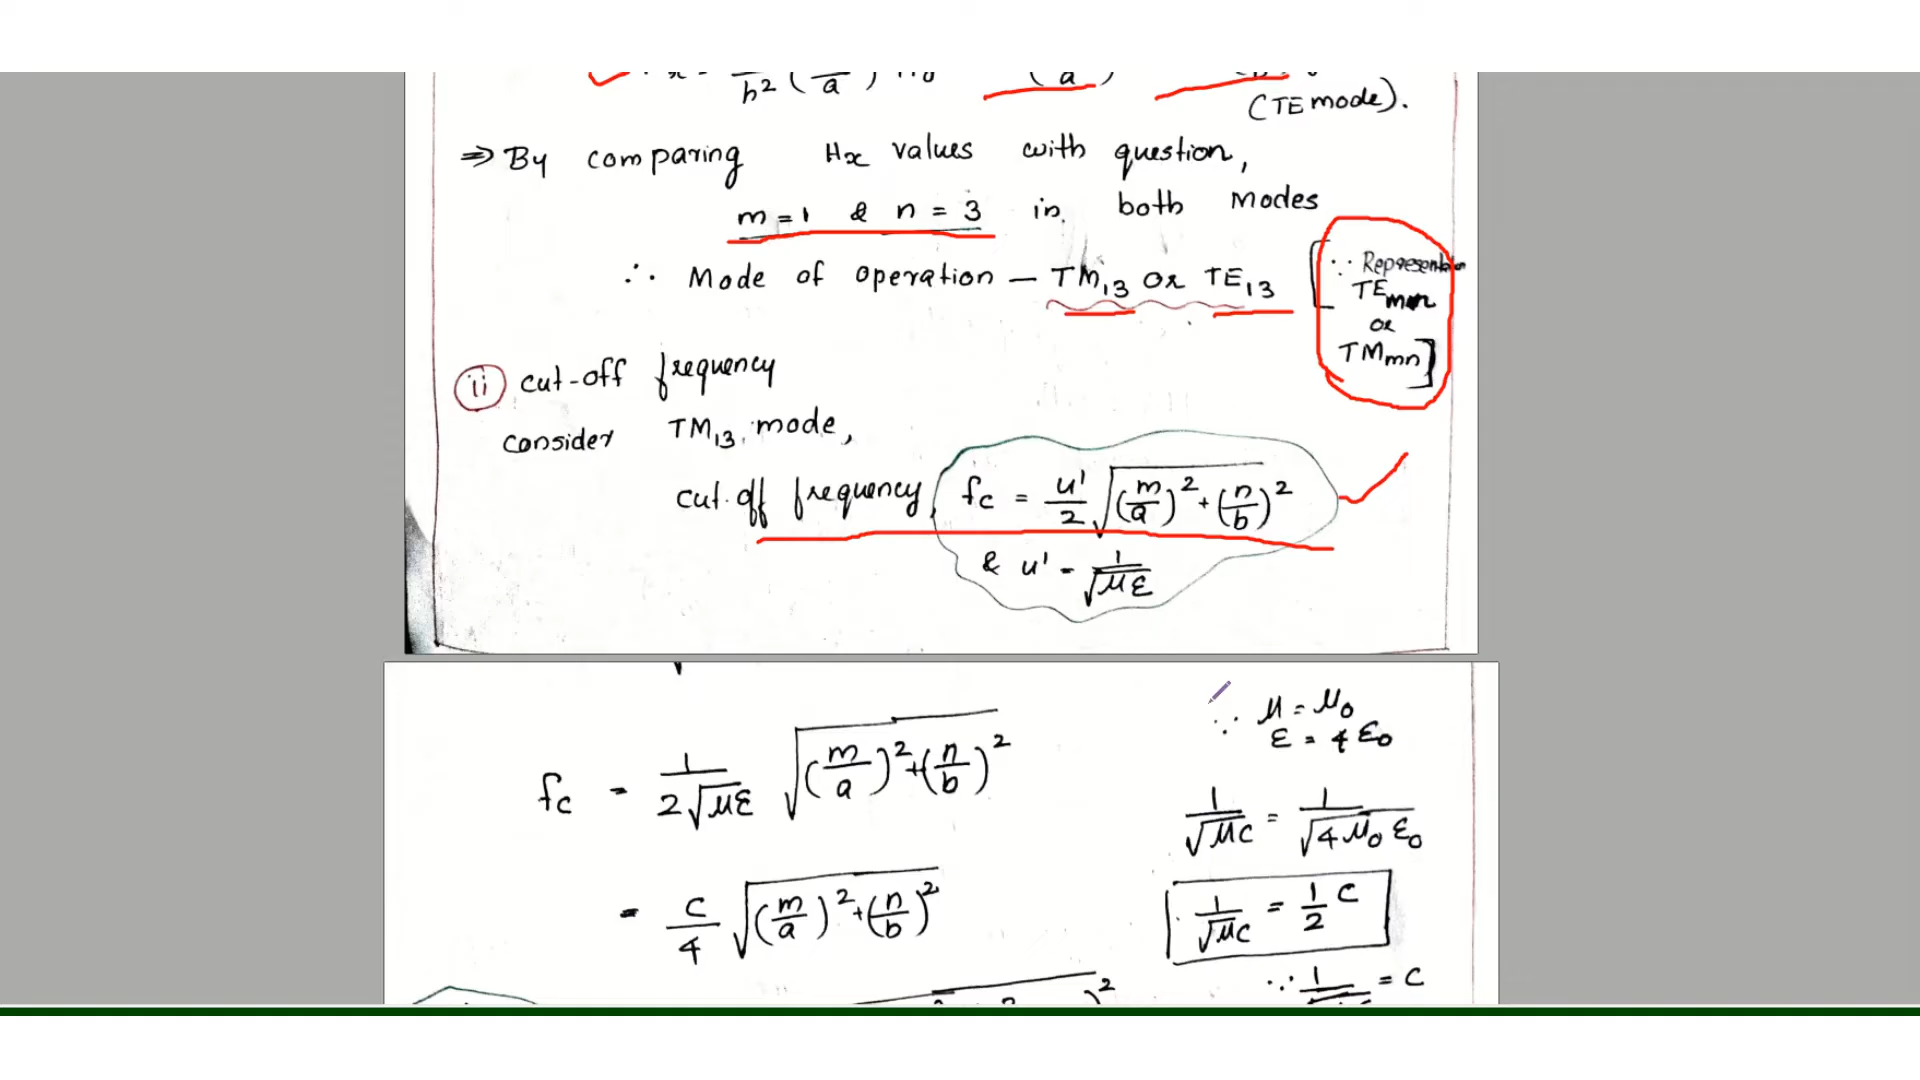 h² ( /a )
( a )
(TE mode).
⇒ By comparing Hx values with question,
m = 1 & n = 3 in both modes
∴ Mode of operation – TM₁₃ or TE₁₃
[∵ Representation
TEmn
or
TMmn]
(ii) cut-off frequency
consider TM₁₃ mode,
cut-off frequency, fc = u'/2 √((m/a)² + (n/b)²)
& u' = 1/√με
fc = 1/(2√με) √((m/a)² + (n/b)²)
= c/4 √((m/a)² + (n/b)²)
∵ μ = μ₀
ε = 4ε₀
1/√με = 1/√(4μ₀ε₀)
1/√με = 1/2 c
∵ 1/√ = c